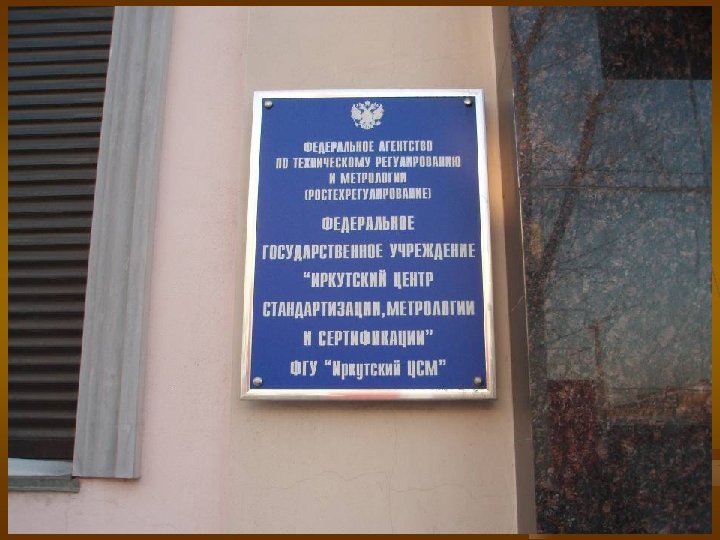 ФЕДЕРАЛЬНОЕ АГЕНТСТВО
ПО ТЕХНИЧЕСКОМУ РЕГУЛИРОВАНИЮ
И МЕТРОЛОГИИ
(РОСТЕХРЕГУЛИРОВАНИЕ)
ФЕДЕРАЛЬНОЕ
ГОСУДАРСТВЕННОЕ УЧРЕЖДЕНИЕ
“ИРКУТСКИЙ ЦЕНТР
СТАНДАРТИЗАЦИИ, МЕТРОЛОГИИ
И СЕРТИФИКАЦИИ”
ФГУ “Иркутский ЦСМ”